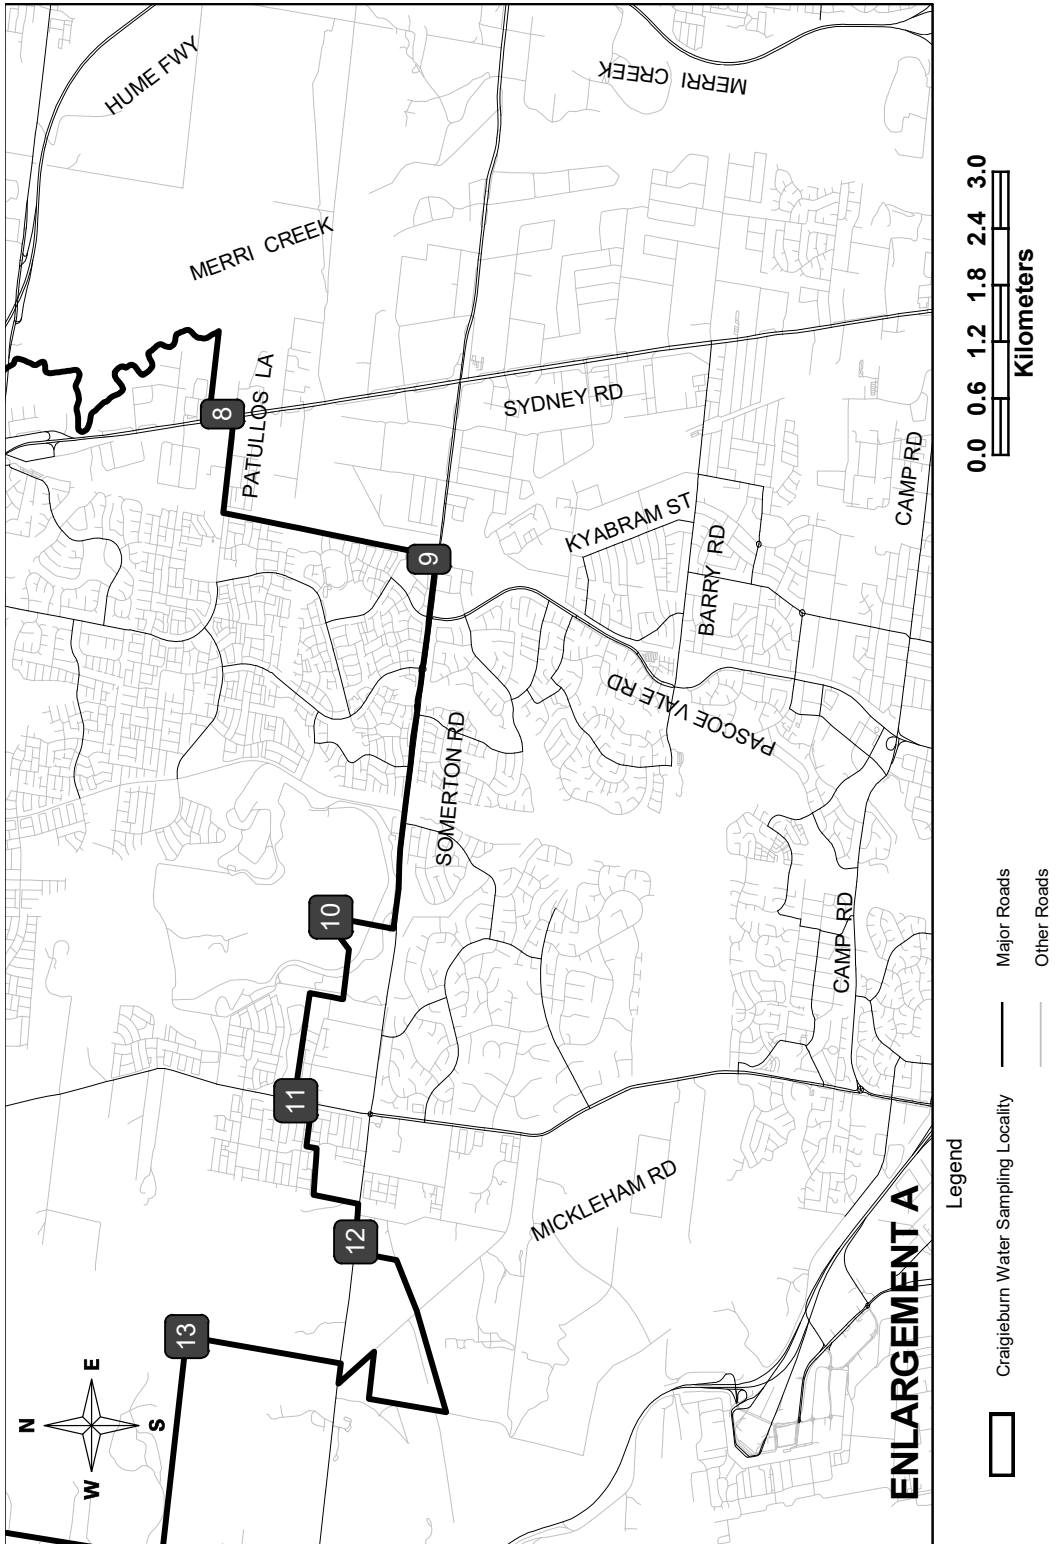 HUME FWY
MERRI CREEK
MERRI CREEK
8
PATULLOS LA
SYDNEY RD
9
KYABRAM ST
BARRY RD
CAMP RD
PASCOE VALE RD
SOMERTON RD
10
11
CAMP RD
12
MICKLEHAM RD
13
N
W
E
S
ENLARGEMENT A
0.0 0.6 1.2 1.8 2.4 3.0
Kilometers
Legend
Craigieburn Water Sampling Locality
Major Roads
Other Roads